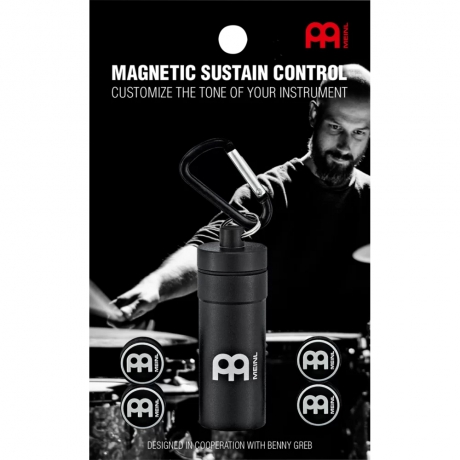 MEINL
MAGNETIC SUSTAIN CONTROL
CUSTOMIZE THE TONE OF YOUR INSTRUMENT
MEINL
MEINL
MEINL
MEINL
MEINL
DESIGNED IN COOPERATION WITH BENNY GREB